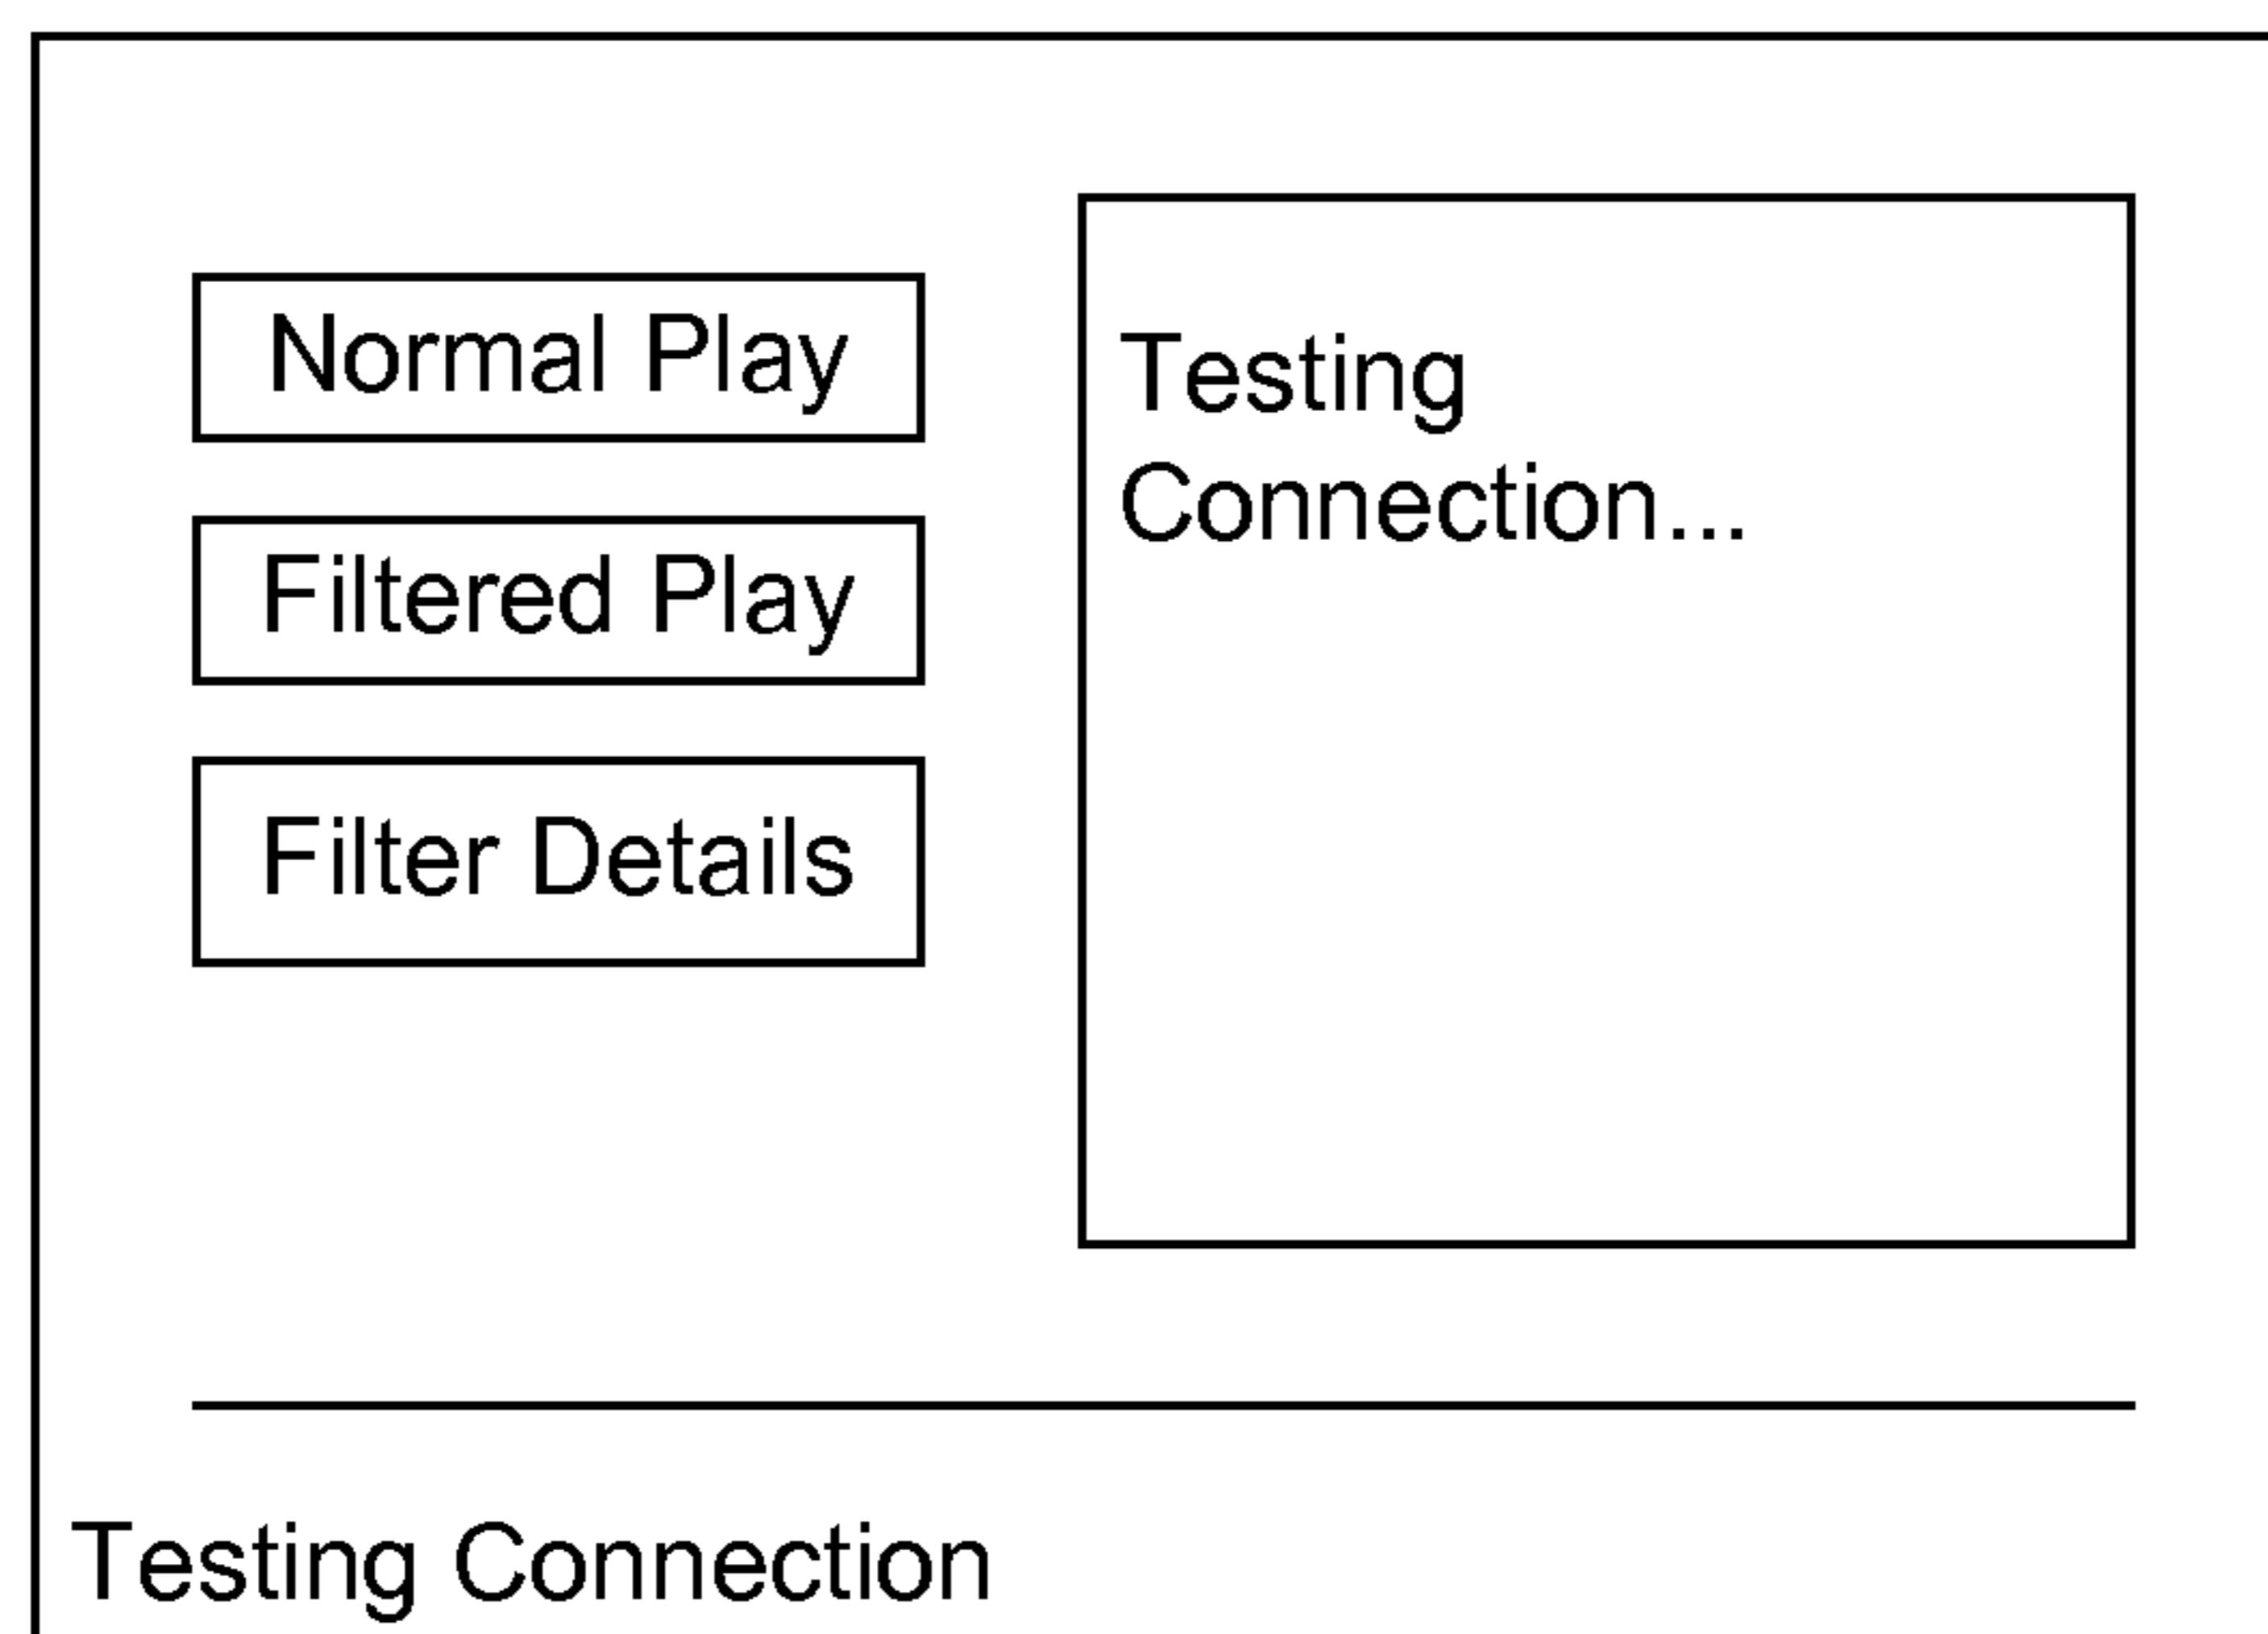 Normal Play
Filtered Play
Filter Details
Testing
Connection...
Testing Connection